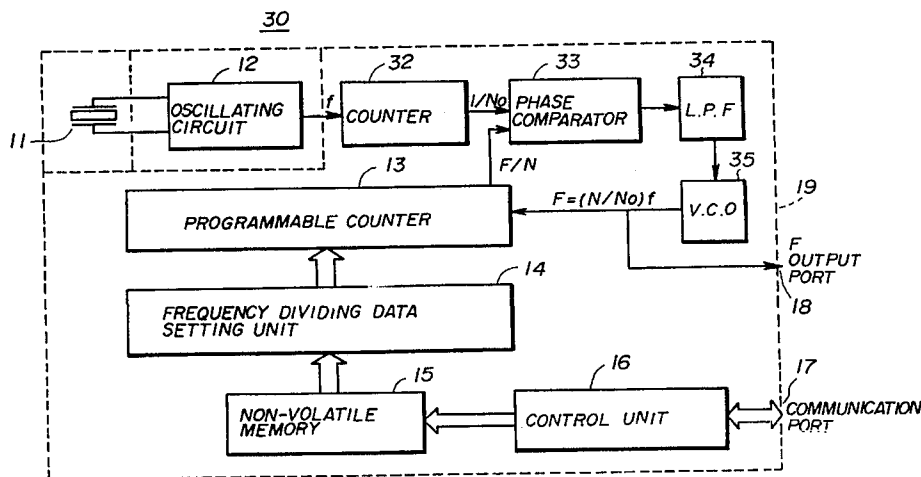 30
12
32
33
34
11
OSCILLATING
CIRCUIT
f
COUNTER
1/No
PHASE
COMPARATOR
L.P.F
F/N
13
35
19
PROGRAMMABLE COUNTER
F=(N/No)f
V.C.O
F
OUTPUT
PORT
18
14
FREQUENCY DIVIDING DATA
SETTING UNIT
15
16
17
NON-VOLATILE
MEMORY
CONTROL UNIT
COMMUNICATION
PORT